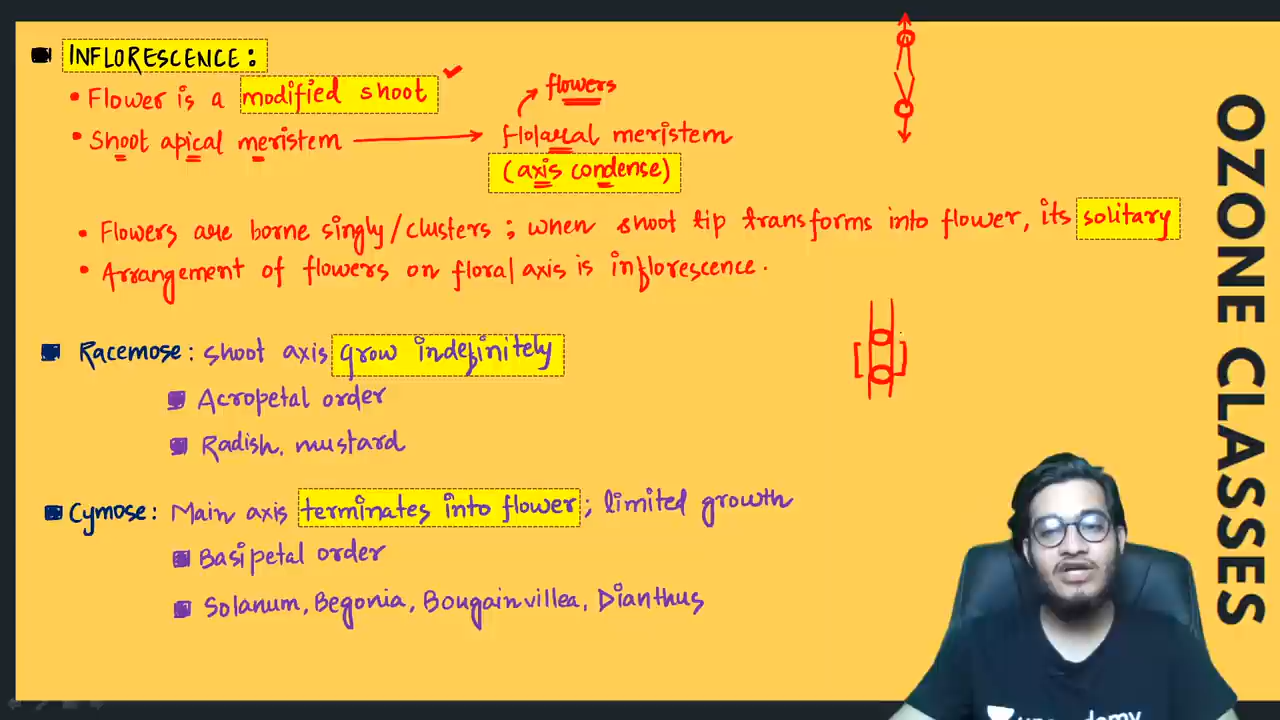 INFLORESCENCE:
• Flower is a modified shoot
flowers
• Shoot apical meristem → floral meristem
(axis condense)
• Flowers are borne singly/clusters ; when shoot tip transforms into flower, its solitary
• Arrangement of flowers on floral axis is inflorescence.
Racemose: shoot axis grow indefinitely
Acropetal order
Radish, mustard
Cymose: Main axis terminates into flower; limited growth
Basipetal order
Solanum, Begonia, Bougainvillea, Dianthus
OZONE CLASSES